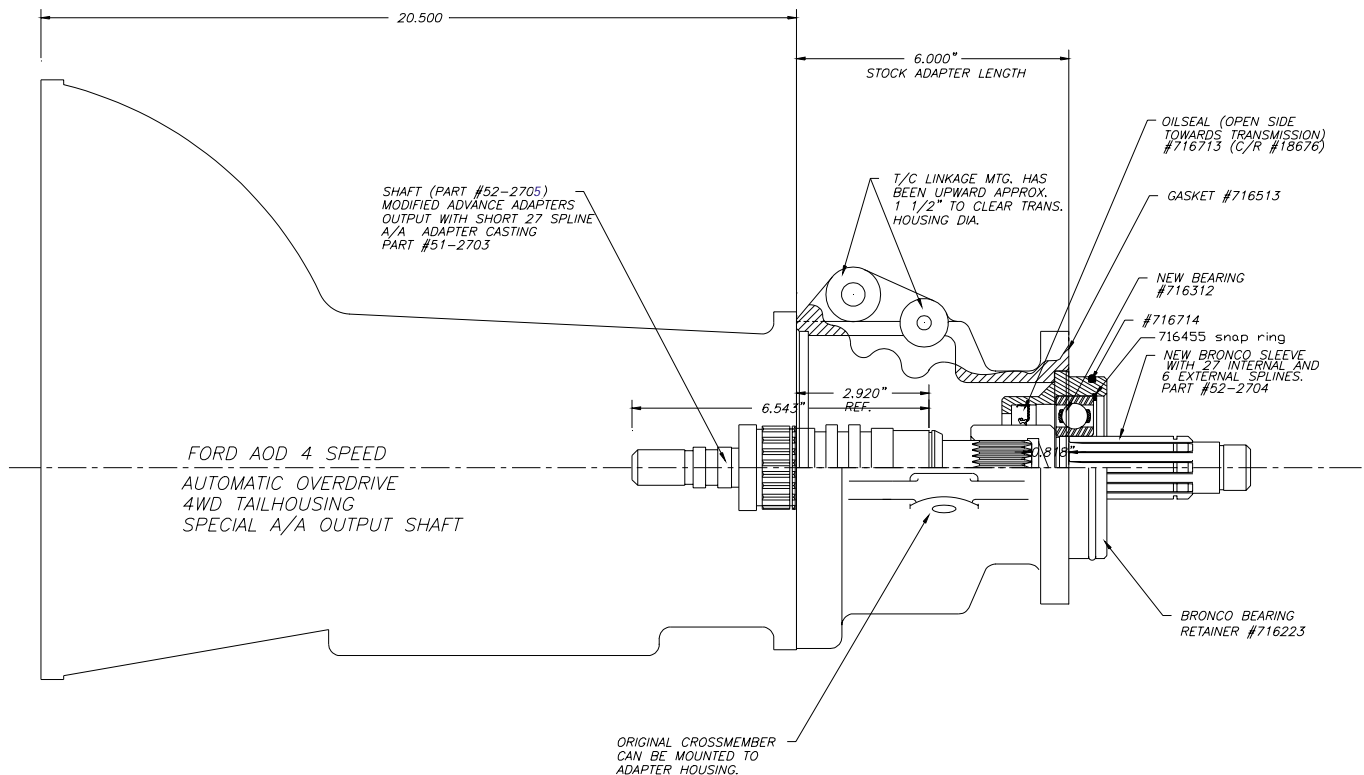 20.500
6.000"
STOCK ADAPTER LENGTH
OILSEAL (OPEN SIDE
TOWARDS TRANSMISSION)
#716713 (C/R #18676)
T/C LINKAGE MTG. HAS
BEEN UPWARD APPROX.
1 1/2" TO CLEAR TRANS.
HOUSING DIA.
GASKET #716513
SHAFT (PART #52-2705)
MODIFIED ADVANCE ADAPTERS
OUTPUT WITH SHORT 27 SPLINE
A/A ADAPTER CASTING
PART #51-2703
NEW BEARING
#716312
#716714
716455 snap ring
NEW BRONCO SLEEVE
WITH 27 INTERNAL AND
6 EXTERNAL SPLINES.
PART #52-2704
2.920"
REF.
6.543"
0.818"
FORD AOD 4 SPEED
AUTOMATIC OVERDRIVE
4WD TAILHOUSING
SPECIAL A/A OUTPUT SHAFT
BRONCO BEARING
RETAINER #716223
ORIGINAL CROSSMEMBER
CAN BE MOUNTED TO
ADAPTER HOUSING.